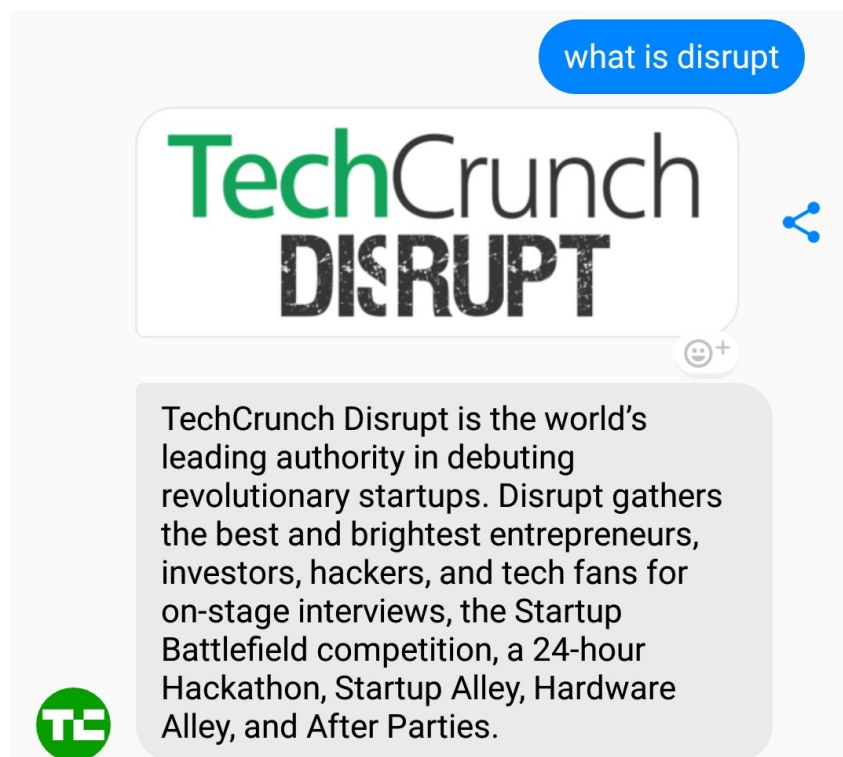 what is disrupt
TechCrunch
DISRUPT
TechCrunch Disrupt is the world’s
leading authority in debuting
revolutionary startups. Disrupt gathers
the best and brightest entrepreneurs,
investors, hackers, and tech fans for
on-stage interviews, the Startup
Battlefield competition, a 24-hour
Hackathon, Startup Alley, Hardware
Alley, and After Parties.
TC